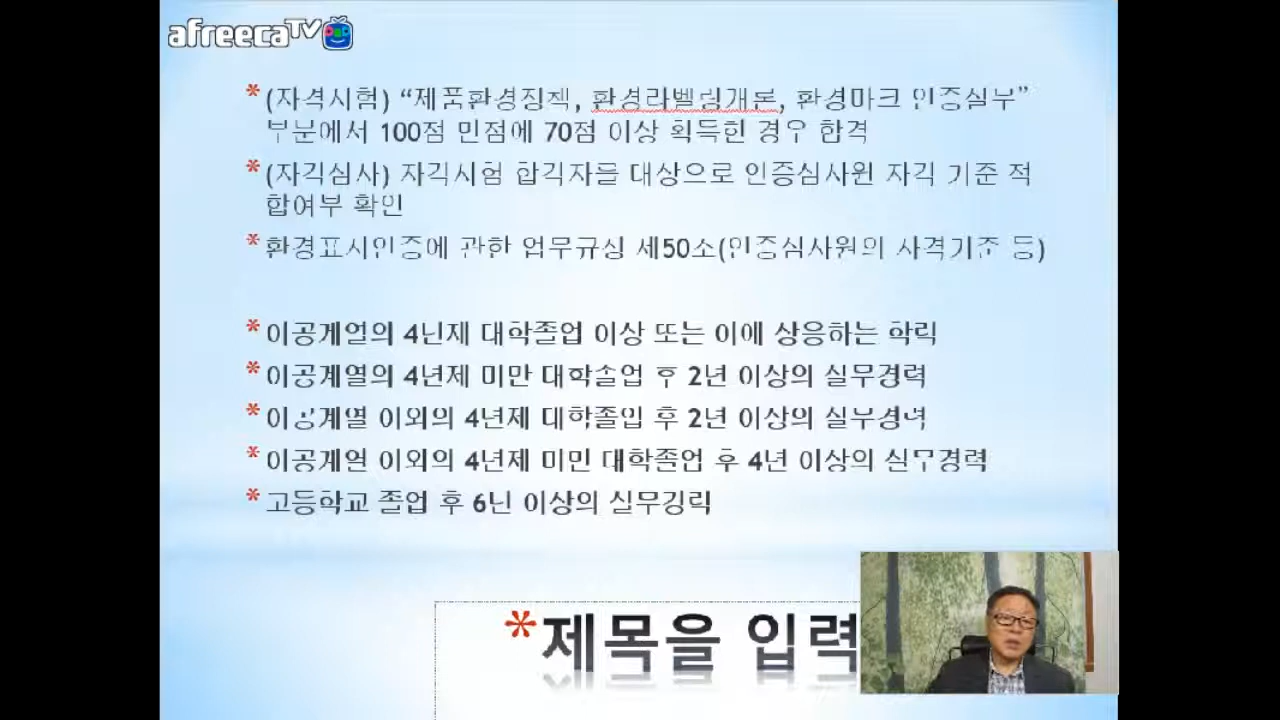 afreecaTV
*(자격시험) “제품환경정책, 환경라벨링개론, 환경마크 인증실무”
부분에서 100점 만점에 70점 이상 획득한 경우 합격
*(자격심사) 자격시험 합격자를 대상으로 인증심사원 자격 기준 적
합여부 확인
*환경표시인증에 관한 업무규정 제50조(인증심사원의 자격기준 등)
*이공계열의 4년제 대학졸업 이상 또는 이에 상응하는 학력
*이공계열의 4년제 미만 대학졸업 후 2년 이상의 실무경력
*이공계열 이외의 4년제 대학졸업 후 2년 이상의 실무경력
*이공계열 이외의 4년제 미만 대학졸업 후 4년 이상의 실무경력
*고등학교 졸업 후 6년 이상의 실무경력
*제목을 입력